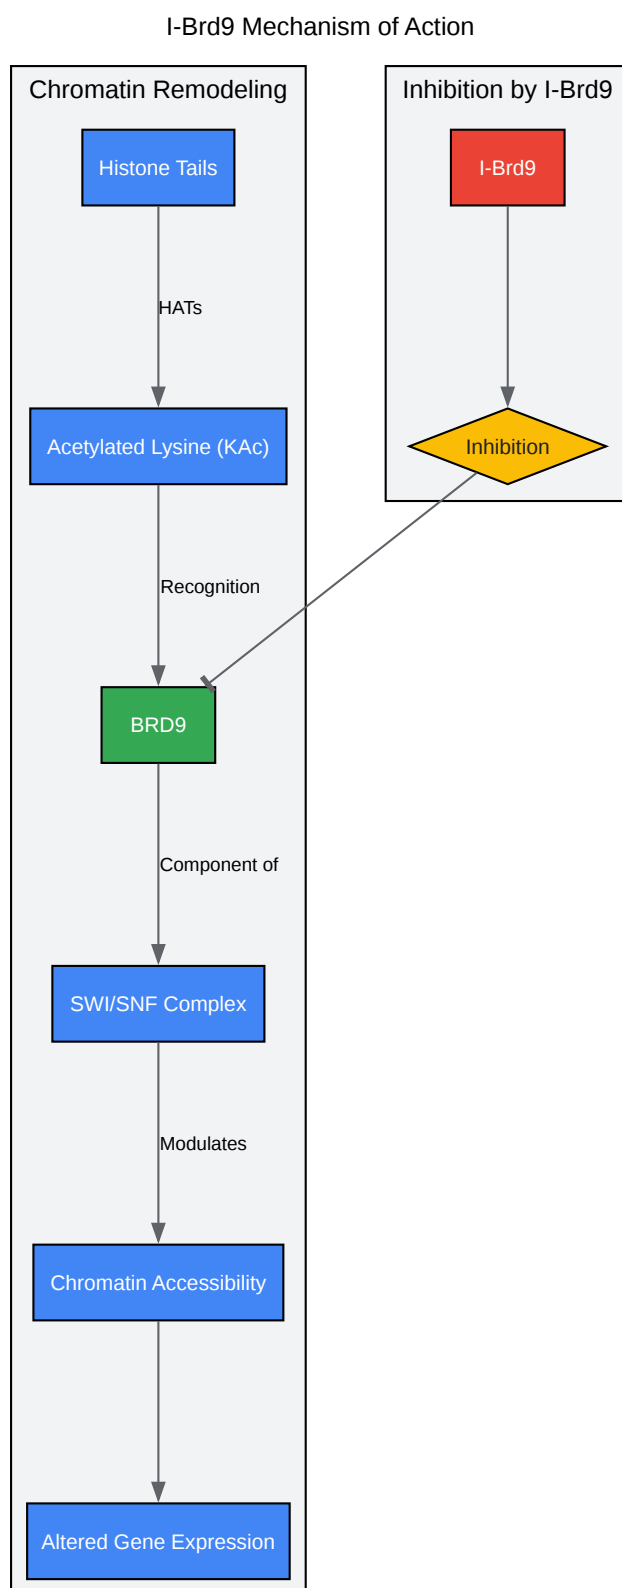 I-Brd9 Mechanism of Action
Chromatin Remodeling
Histone Tails
HATs
Acetylated Lysine (KAc)
Recognition
BRD9
Component of
SWI/SNF Complex
Modulates
Chromatin Accessibility
Altered Gene Expression
Inhibition by I-Brd9
I-Brd9
Inhibition